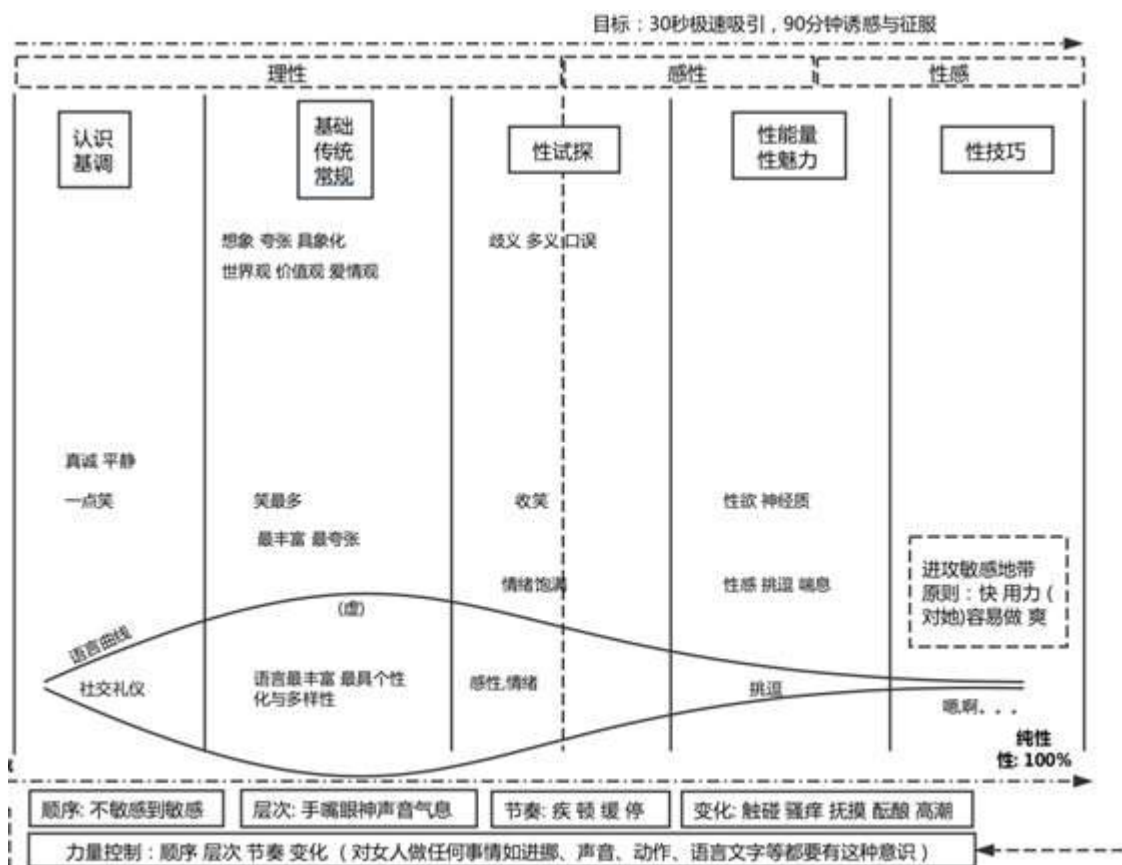 目标：30秒极速吸引，90分钟诱惑与征服
理性
感性
性感
认识
基调
基础
传统
常规
性试探
性能量
性魅力
性技巧
想象 夸张 具象化
世界观 价值观 爱情观
歧义 多义 口误
真诚 平静
一点笑
笑最多
最丰富 最夸张
收笑
情绪饱满
性欲 神经质
性感 挑逗 喘息
进攻敏感地带
原则：快 用力 (
对她)容易做 爽
(虚)
语言曲线
社交礼仪
语言最丰富 最具个性
化与多样性
感性,情绪
挑逗
嗯,啊。。。
纯性
性: 100%
顺序: 不敏感到敏感
层次: 手嘴眼神声音气息
节奏: 疾 顿 缓 停
变化: 触碰 骚痒 抚摸 酝酿 高潮
力量控制：顺序 层次 节奏 变化 （ 对女人做任何事情如进挪、声音、动作、语言文字等都要有这种意识）